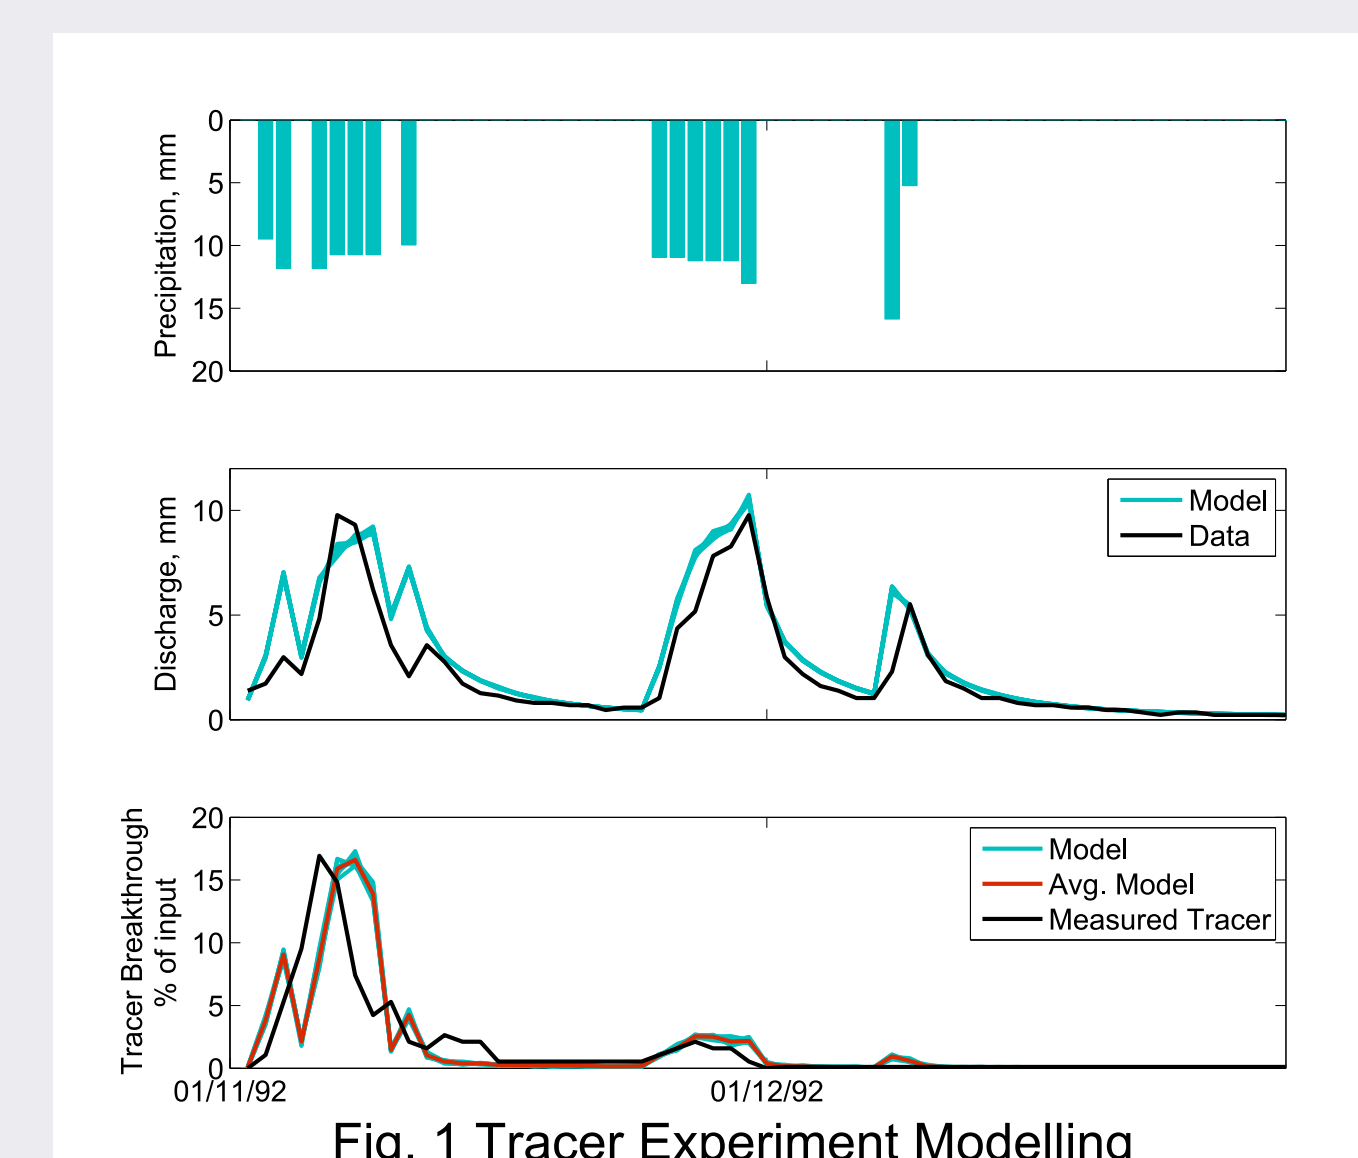 0
5
10
15
20
Precipitation, mm
10
5
0
Discharge, mm
Model
Data
20
15
10
5
0
Tracer Breakthrough
% of input
Model
Avg. Model
Measured Tracer
01/11/92
01/12/92
Fig. 1 Tracer Experiment Modelling